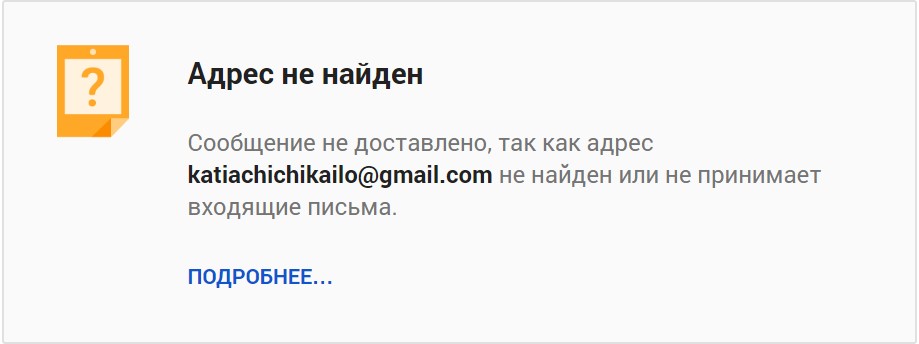 ?
Адрес не найден
Сообщение не доставлено, так как адрес
katiachichikailo@gmail.com не найден или не принимает
входящие письма.
ПОДРОБНЕЕ...